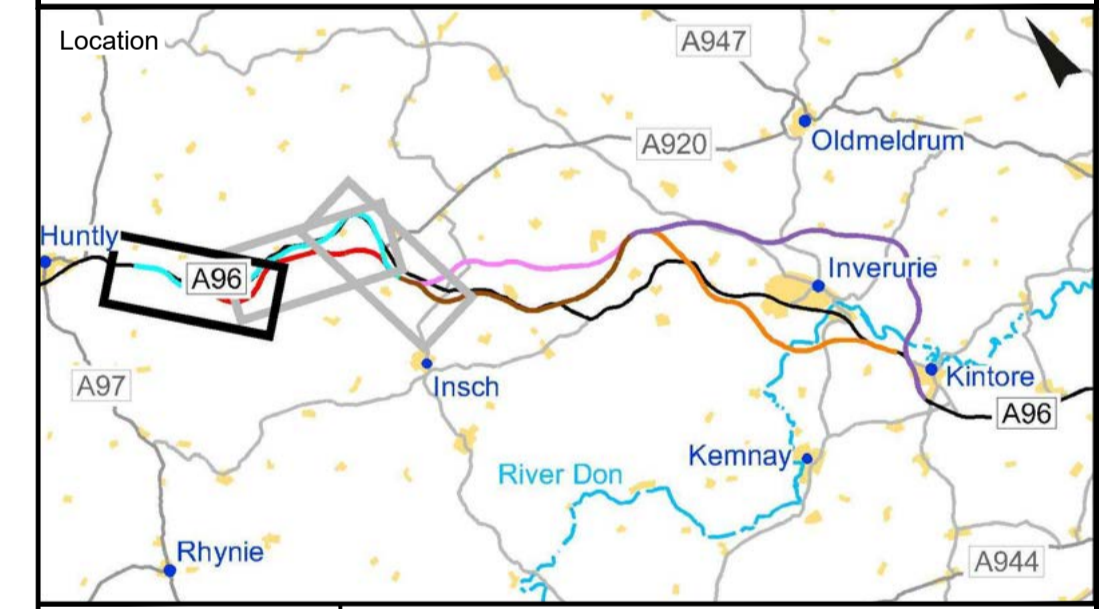 Location
A947
A920
Oldmeldrum
Huntly
A96
Inverurie
A97
Insch
Kintore
A96
Kemnay
River Don
Rhynie
A944